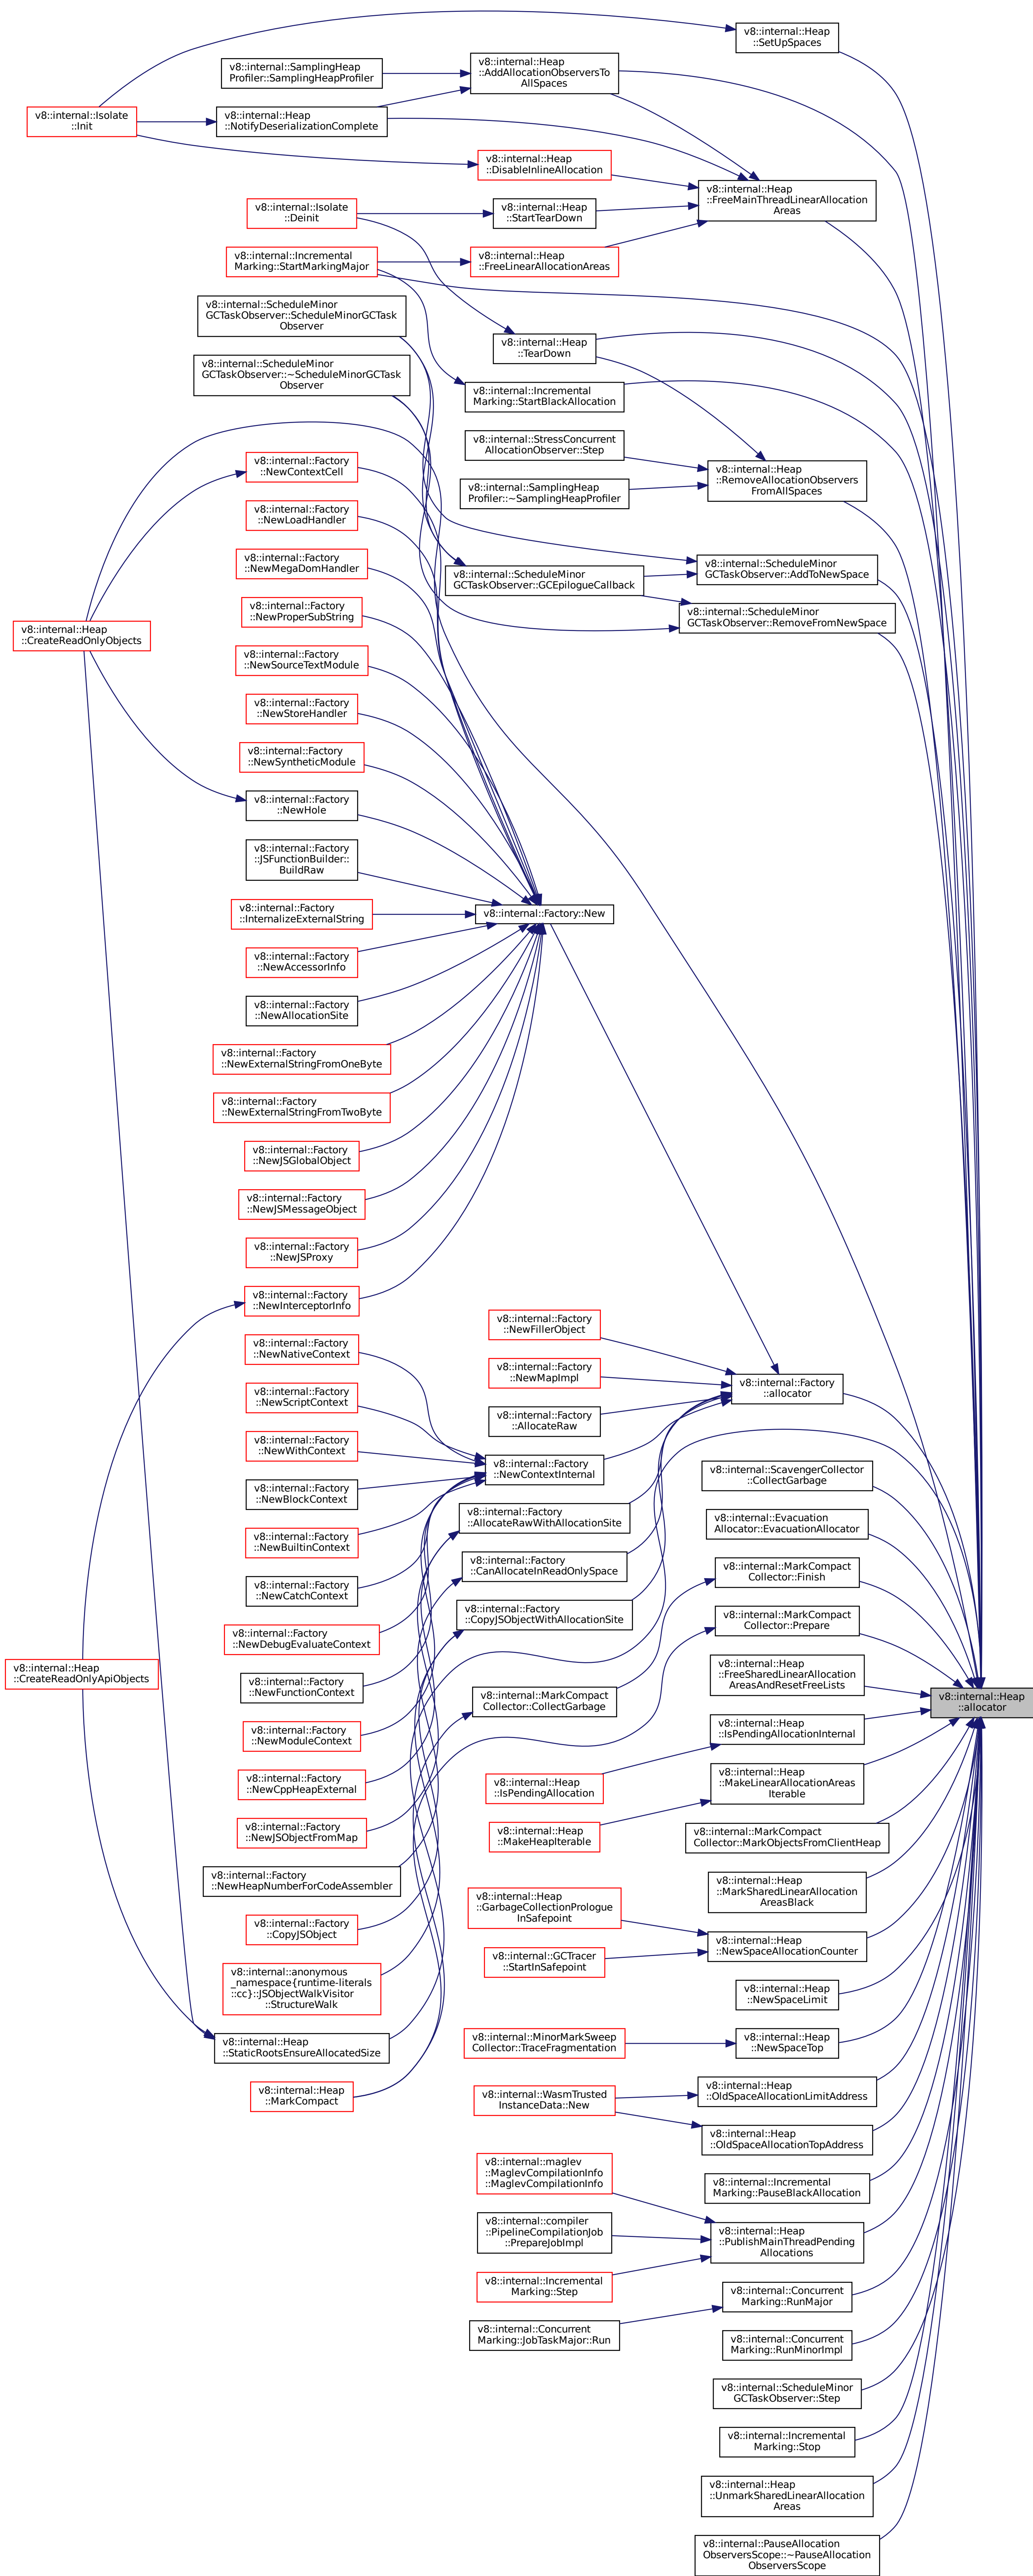 v8::internal::Heap
::SetUpSpaces
v8::internal::SamplingHeap
Profiler::SamplingHeapProfiler
v8::internal::Heap
::AddAllocationObserversTo
AllSpaces
v8::internal::Isolate
::Init
v8::internal::Heap
::NotifyDeserializationComplete
v8::internal::Heap
::DisableInlineAllocation
v8::internal::Heap
::FreeMainThreadLinearAllocation
Areas
v8::internal::Isolate
::Deinit
v8::internal::Heap
::StartTearDown
v8::internal::Incremental
Marking::StartMarkingMajor
v8::internal::Heap
::FreeLinearAllocationAreas
v8::internal::ScheduleMinor
GCTaskObserver::ScheduleMinorGCTask
Observer
v8::internal::Heap
::TearDown
v8::internal::ScheduleMinor
GCTaskObserver::~ScheduleMinorGCTask
Observer
v8::internal::Incremental
Marking::StartBlackAllocation
v8::internal::StressConcurrent
AllocationObserver::Step
v8::internal::Factory
::NewContextCell
v8::internal::Heap
::RemoveAllocationObservers
FromAllSpaces
v8::internal::SamplingHeap
Profiler::~SamplingHeapProfiler
v8::internal::Factory
::NewLoadHandler
v8::internal::Factory
::NewMegaDomHandler
v8::internal::ScheduleMinor
GCTaskObserver::GCEpilogueCallback
v8::internal::ScheduleMinor
GCTaskObserver::AddToNewSpace
v8::internal::Factory
::NewProperSubString
v8::internal::ScheduleMinor
GCTaskObserver::RemoveFromNewSpace
v8::internal::Heap
::CreateReadOnlyObjects
v8::internal::Factory
::NewSourceTextModule
v8::internal::Factory
::NewStoreHandler
v8::internal::Factory
::NewSyntheticModule
v8::internal::Factory
::NewHole
v8::internal::Factory
::JSFunctionBuilder::
BuildRaw
v8::internal::Factory
::InternalizeExternalString
v8::internal::Factory::New
v8::internal::Factory
::NewAccessorInfo
v8::internal::Factory
::NewAllocationSite
v8::internal::Factory
::NewExternalStringFromOneByte
v8::internal::Factory
::NewExternalStringFromTwoByte
v8::internal::Factory
::NewJSGlobalObject
v8::internal::Factory
::NewJSMessageObject
v8::internal::Factory
::NewJSProxy
v8::internal::Factory
::NewInterceptorInfo
v8::internal::Factory
::NewFillerObject
v8::internal::Factory
::NewNativeContext
v8::internal::Factory
::NewMapImpl
v8::internal::Factory
::allocator
v8::internal::Factory
::NewScriptContext
v8::internal::Factory
::AllocateRaw
v8::internal::Factory
::NewWithContext
v8::internal::Factory
::NewContextInternal
v8::internal::ScavengerCollector
::CollectGarbage
v8::internal::Factory
::NewBlockContext
v8::internal::Factory
::AllocateRawWithAllocationSite
v8::internal::Evacuation
Allocator::EvacuationAllocator
v8::internal::Factory
::NewBuiltinContext
v8::internal::Factory
::CanAllocateInReadOnlySpace
v8::internal::MarkCompact
Collector::Finish
v8::internal::Factory
::NewCatchContext
v8::internal::Factory
::CopyJSObjectWithAllocationSite
v8::internal::MarkCompact
Collector::Prepare
v8::internal::Factory
::NewDebugEvaluateContext
v8::internal::Heap
::CreateReadOnlyApiObjects
v8::internal::Heap
::FreeSharedLinearAllocation
AreasAndResetFreeLists
v8::internal::Factory
::NewFunctionContext
v8::internal::MarkCompact
Collector::CollectGarbage
v8::internal::Heap
::allocator
v8::internal::Factory
::NewModuleContext
v8::internal::Heap
::IsPendingAllocationInternal
v8::internal::Factory
::NewCppHeapExternal
v8::internal::Heap
::IsPendingAllocation
v8::internal::Heap
::MakeLinearAllocationAreas
Iterable
v8::internal::Factory
::NewJSObjectFromMap
v8::internal::Heap
::MakeHeapIterable
v8::internal::MarkCompact
Collector::MarkObjectsFromClientHeap
v8::internal::Factory
::NewHeapNumberForCodeAssembler
v8::internal::Heap
::MarkSharedLinearAllocation
AreasBlack
v8::internal::Factory
::CopyJSObject
v8::internal::Heap
::GarbageCollectionPrologue
InSafepoint
v8::internal::Heap
::NewSpaceAllocationCounter
v8::internal::anonymous
_namespace{runtime-literals
::cc}::JSObjectWalkVisitor
::StructureWalk
v8::internal::GCTracer
::StartInSafepoint
v8::internal::Heap
::NewSpaceLimit
v8::internal::Heap
::StaticRootsEnsureAllocatedSize
v8::internal::MinorMarkSweep
Collector::TraceFragmentation
v8::internal::Heap
::NewSpaceTop
v8::internal::Heap
::MarkCompact
v8::internal::WasmTrusted
InstanceData::New
v8::internal::Heap
::OldSpaceAllocationLimitAddress
v8::internal::Heap
::OldSpaceAllocationTopAddress
v8::internal::maglev
::MaglevCompilationInfo
::MaglevCompilationInfo
v8::internal::Incremental
Marking::PauseBlackAllocation
v8::internal::compiler
::PipelineCompilationJob
::PrepareJobImpl
v8::internal::Heap
::PublishMainThreadPending
Allocations
v8::internal::Incremental
Marking::Step
v8::internal::Concurrent
Marking::RunMajor
v8::internal::Concurrent
Marking::JobTaskMajor::Run
v8::internal::Concurrent
Marking::RunMinorImpl
v8::internal::ScheduleMinor
GCTaskObserver::Step
v8::internal::Incremental
Marking::Stop
v8::internal::Heap
::UnmarkSharedLinearAllocation
Areas
v8::internal::PauseAllocation
ObserversScope::~PauseAllocation
ObserversScope